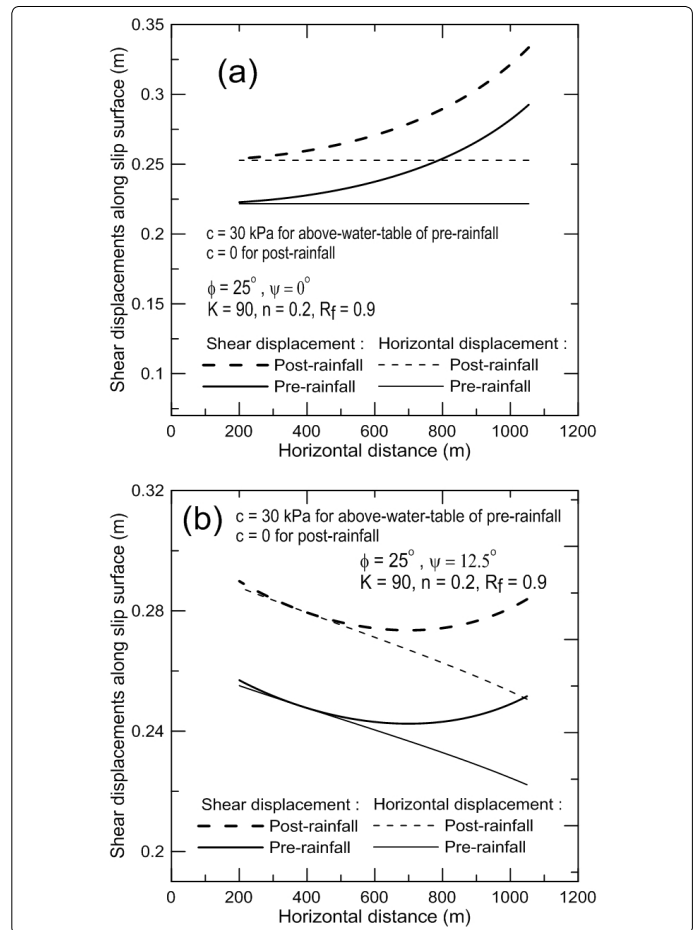 0.35
(a)
0.3
0.25
0.2
0.15
0.1
Shear displacements along slip surface (m)
c = 30 kPa for above-water-table of pre-rainfall
c = 0 for post-rainfall
ϕ = 25° , ψ = 0°
K = 90, n = 0.2, Rf = 0.9
Shear displacement : Horizontal displacement :
Post-rainfall Post-rainfall
Pre-rainfall Pre-rainfall
0 200 400 600 800 1000 1200
Horizontal distance (m)
0.32
(b)
c = 30 kPa for above-water-table of pre-rainfall
c = 0 for post-rainfall
ϕ = 25° , ψ = 12.5°
K = 90, n = 0.2, Rf = 0.9
0.28
0.24
0.2
Shear displacements along slip surface (m)
Shear displacement : Horizontal displacement :
Post-rainfall Post-rainfall
Pre-rainfall Pre-rainfall
0 200 400 600 800 1000 1200
Horizontal distance (m)